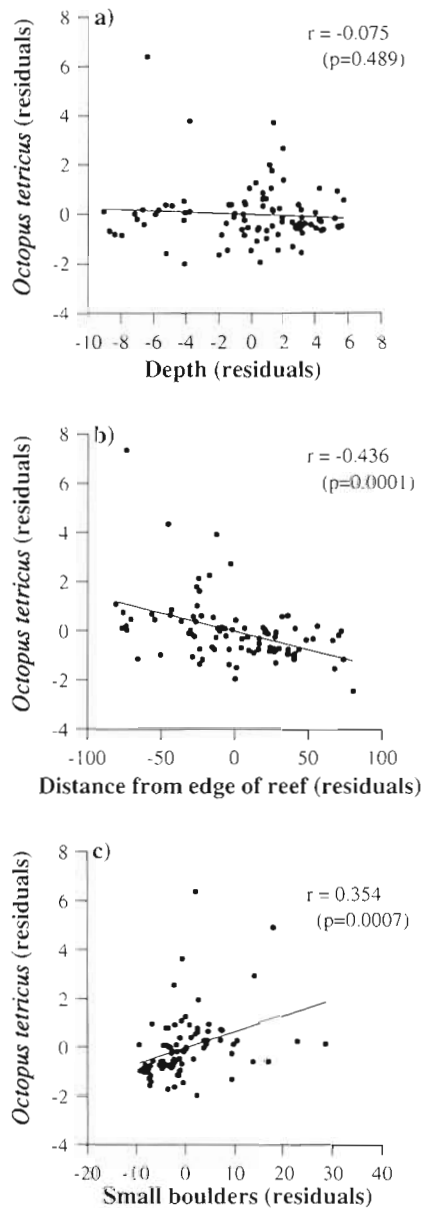 a)
r = -0.075
(p=0.489)
Octopus tetricus (residuals)
8
6
4
2
0
-2
-4
-10 -8 -6 -4 -2 0 2 4 6 8
Depth (residuals)
b)
r = -0.436
(p=0.0001)
Octopus tetricus (residuals)
8
6
4
2
0
-2
-4
-100 -50 0 50 100
Distance from edge of reef (residuals)
c)
r = 0.354
(p=0.0007)
Octopus tetricus (residuals)
8
6
4
2
0
-2
-4
-20 -10 0 10 20 30 40
Small boulders (residuals)